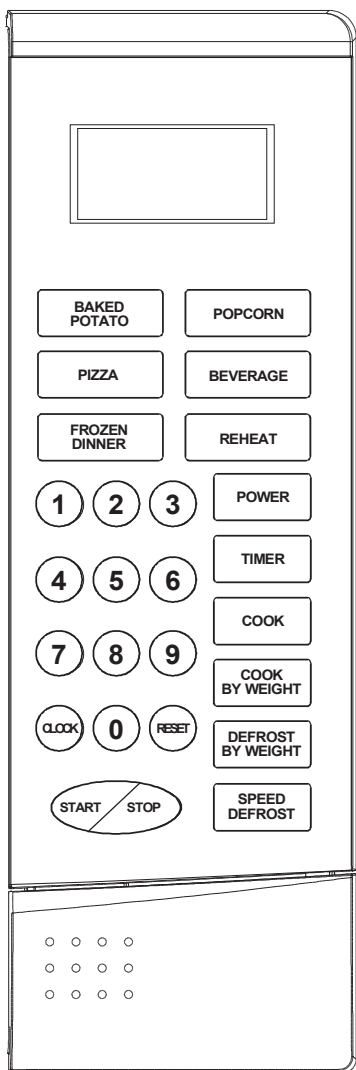 BAKED
POTATO
POPCORN
PIZZA
BEVERAGE
FROZEN
DINNER
REHEAT
1 2 3
POWER
TIMER
4 5 6
COOK
7 8 9
COOK
BY WEIGHT
CLOCK 0 RESET
DEFROST
BY WEIGHT
START STOP
SPEED
DEFROST